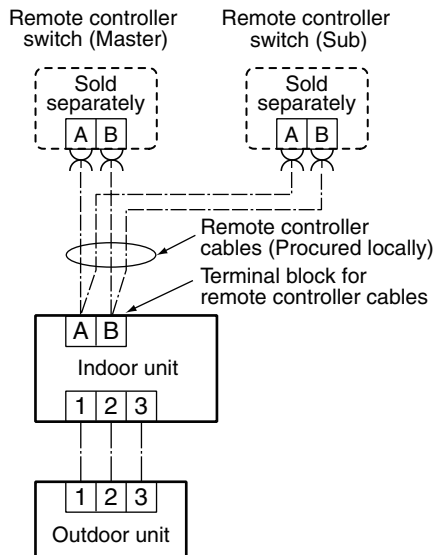 Remote controller
switch (Master)
Remote controller
switch (Sub)
Sold
separately
A B
Sold
separately
A B
Remote controller
cables (Procured locally)
Terminal block for
remote controller cables
A B
Indoor unit
1 2 3
1 2 3
Outdoor unit